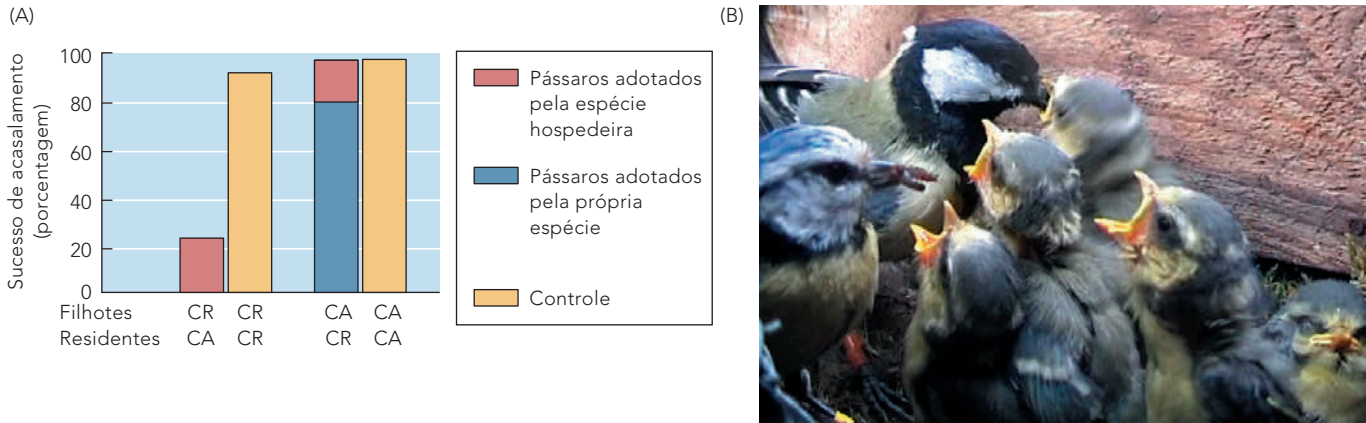 (A)
Sucesso de acasalamento
(porcentagem)
100
80
60
40
20
0
Filhotes CR CR CA CA
Residentes CA CR CR CA
Pássaros adotados
pela espécie
hospedeira
Pássaros adotados
pela própria
espécie
Controle
(B)